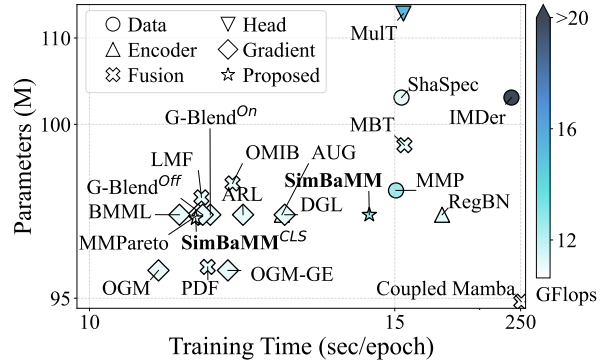 Data
Head
Encoder
Gradient
Fusion
Proposed
>20
16
12
GFlops
110
100
95
Parameters (M)
MulT
ShaSpec
IMDer
G-Blend^On
MBT
LMF
OMIB
AUG
G-Blend^Off
ARL
SimBaMM
MMP
BMML
DGL
RegBN
MMPareto
SimBaMM^CLS
OGM
PDF
OGM-GE
Coupled Mamba
10
15
250
Training Time (sec/epoch)